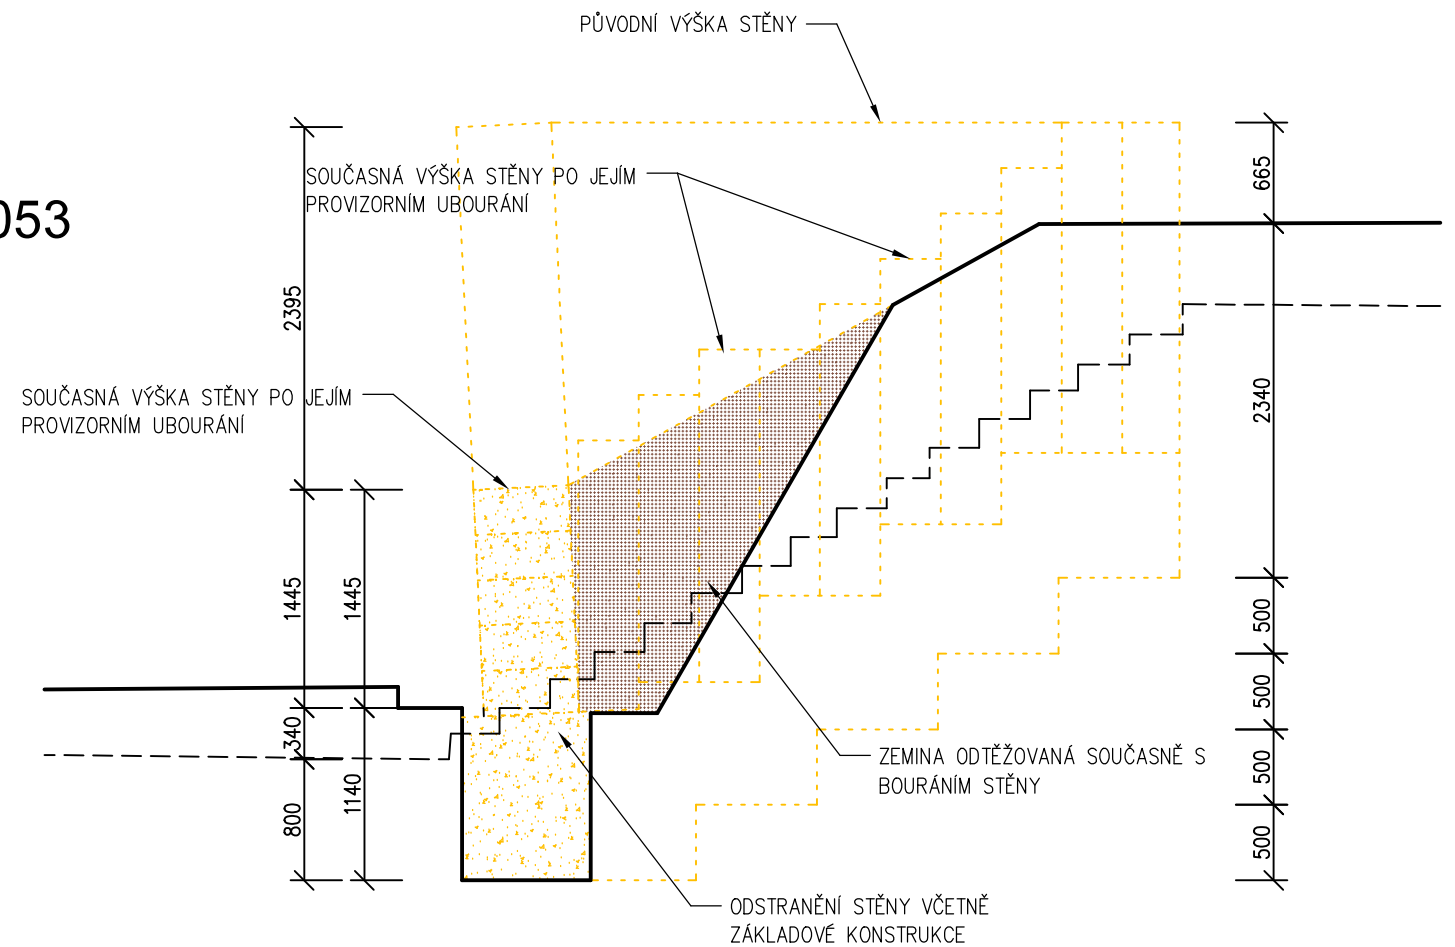 PŮVODNÍ VÝŠKA STĚNY
SOUČASNÁ VÝŠKA STĚNY PO JEJÍM
PROVIZORNÍM UBOURÁNÍ
053
SOUČASNÁ VÝŠKA STĚNY PO JEJÍM
PROVIZORNÍM UBOURÁNÍ
2395
1445
1445
340
1140
800
665
2340
500
500
500
500
ZEMINA ODTĚŽOVANÁ SOUČASNĚ S
BOURÁNÍM STĚNY
ODSTRANĚNÍ STĚNY VČETNĚ
ZÁKLADOVÉ KONSTRUKCE